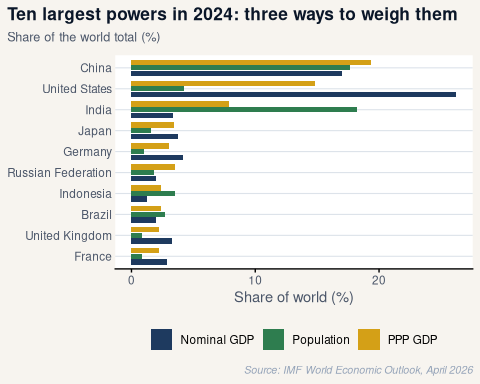 Ten largest powers in 2024: three ways to weigh them
Share of the world total (%)
China
United States
India
Japan
Germany
Russian Federation
Indonesia
Brazil
United Kingdom
France
0 10 20
Share of world (%)
Nominal GDP Population PPP GDP
Source: IMF World Economic Outlook, April 2026